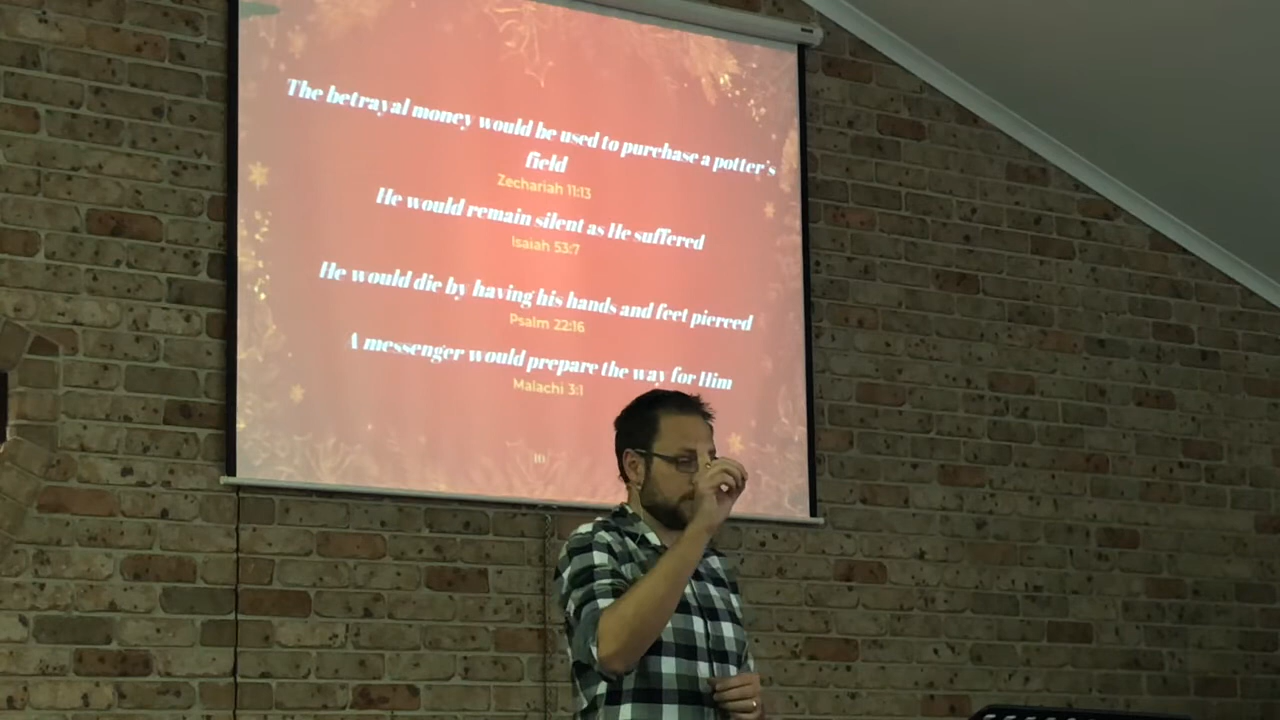 The betrayal money would be used to purchase a potter's
field
Zechariah 11:13
He would remain silent as He suffered
Isaiah 53:7
He would die by having his hands and feet pierced
Psalm 22:16
A messenger would prepare the way for Him
Malachi 3:1
10